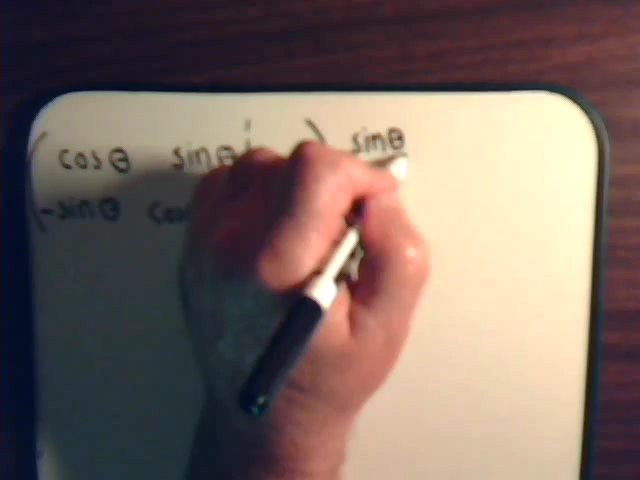 ( cos θ sin θ ) sin θ
-sin θ